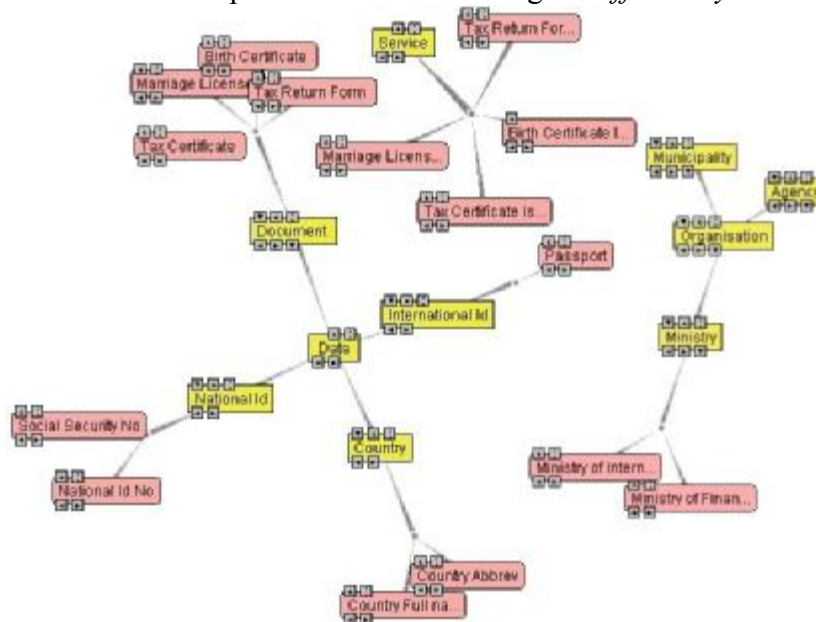 Birth Certificate
Service
Tax Return For...
Marriage Licens
Tax Return Form
Tax Certificate
Marriage Licens...
Birth Certificate I...
Municipality
Agency
Tax Certificate is...
Document
Organisation
Passport
International Id
Data
Ministry
National Id
Social Security No
Country
National Id No
Ministry of Intern...
Ministry of Finan...
Country Abbrev
Country Full na...